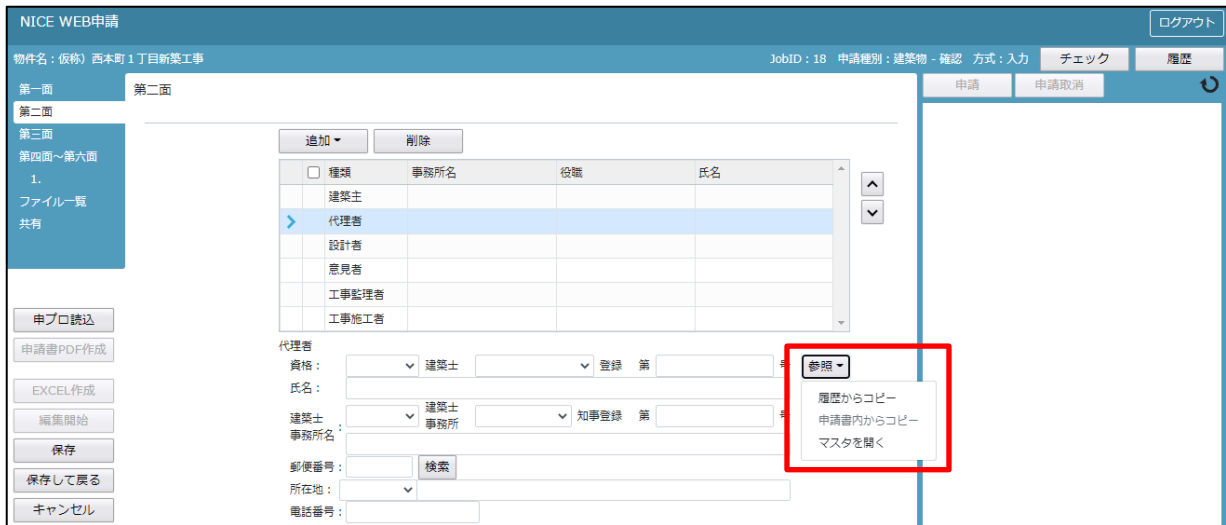 NICE WEB申請
ログアウト
物件名：仮称）西本町１丁目新築工事
JobID：18 申請種別：建築物 - 確認 方式：入力
チェック
履歴
第一面
第二面
第三面
第四面～第六面
1.
ファイル一覧
共有
第二面
申請
申請取消
追加
削除
種類 事務所名 役職 氏名
建築主
代理者
設計者
意見者
工事監理者
工事施工者
申プロ読込
申請書PDF作成
EXCEL作成
編集開始
保存
保存して戻る
キャンセル
代理者
資格： 建築士 登録 第 号
参照
氏名：
建築士事務所名： 建築士事務所 知事登録 第 号
郵便番号： 検索
所在地：
電話番号：
履歴からコピー
申請書内からコピー
マスタを開く